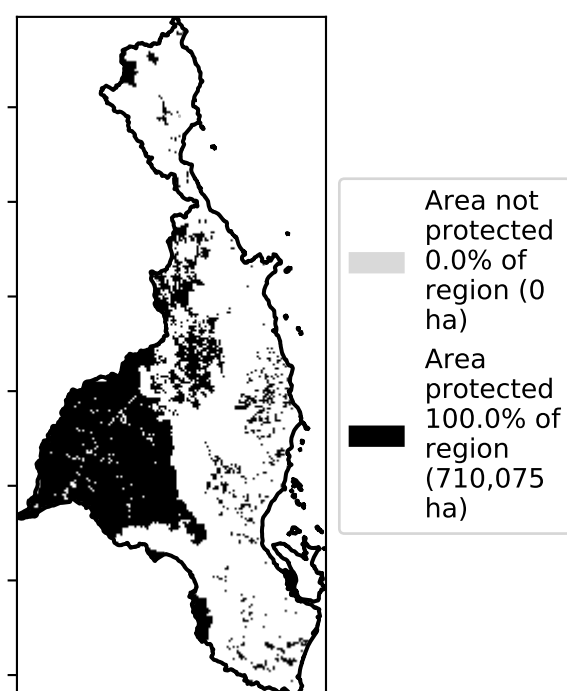 Area not
protected
0.0% of
region (0
ha)
Area
protected
100.0% of
region
(710,075
ha)